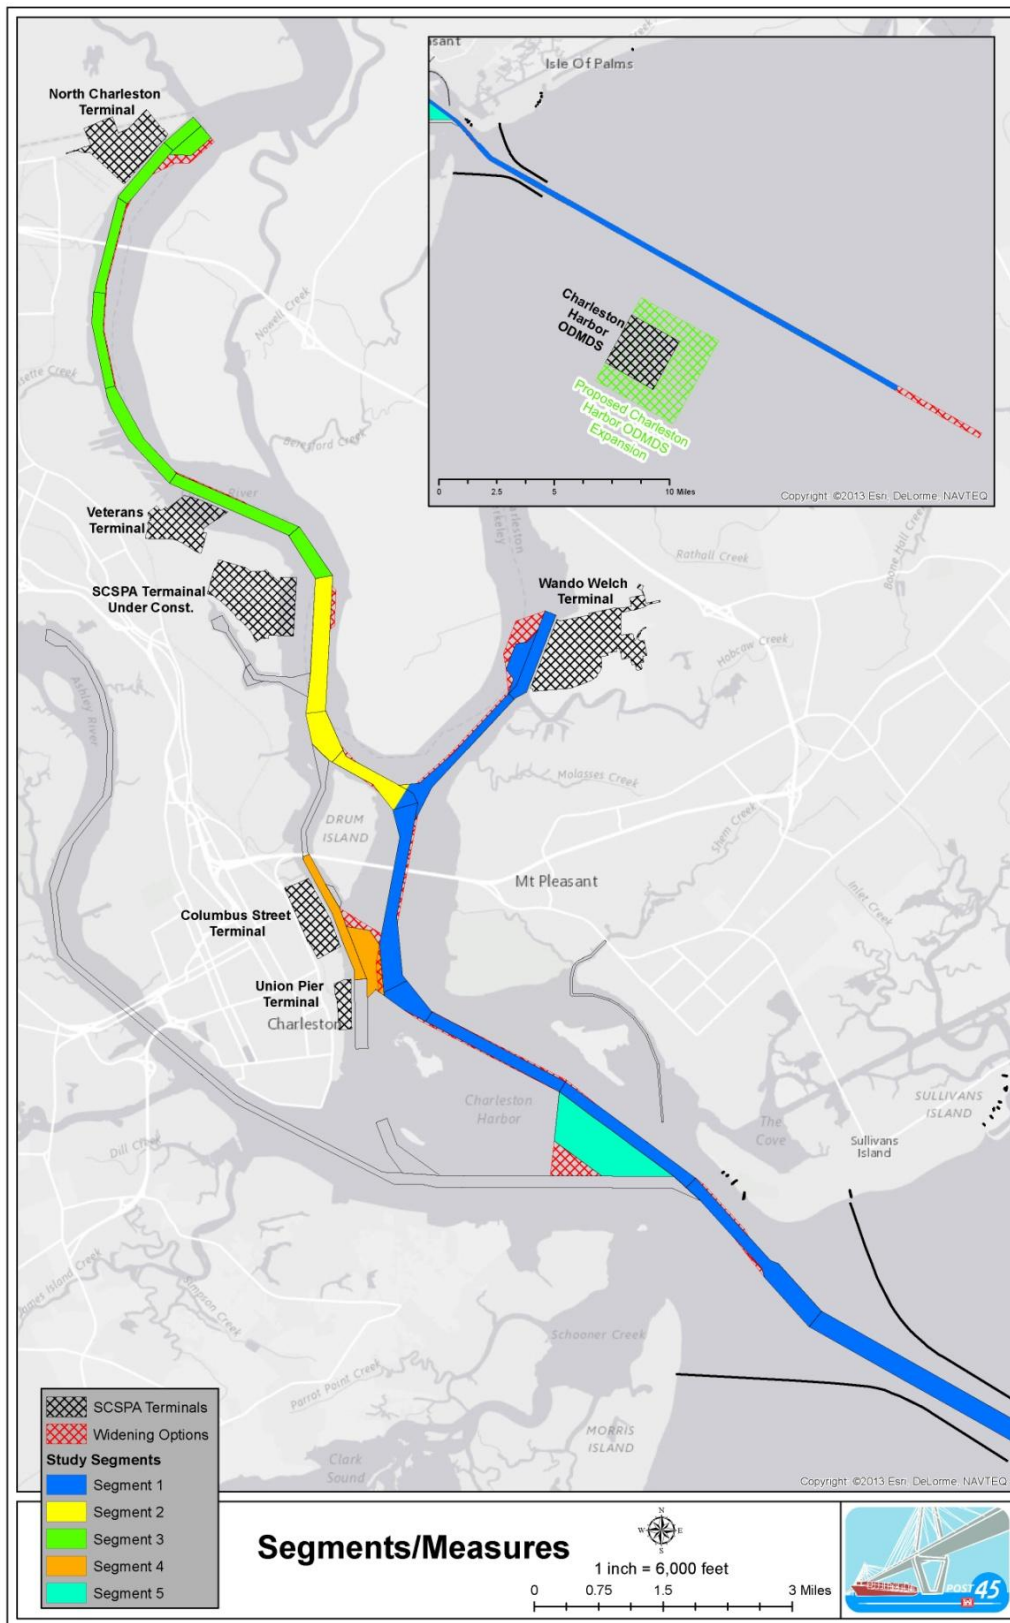 North Charleston
Terminal
Nowell Creek
Beresford Creek
River
Veterans
Terminal
SCSPA Termainal
Under Const.
Ashley River
Wando Welch
Terminal
Rathall Creek
Boone Hall Creek
Hobcaw Creek
Molasses Creek
Shem Creek
Inlet Creek
DRUM
ISLAND
Mt Pleasant
Columbus Street
Terminal
Union Pier
Terminal
Charleston
Charleston
Harbor
The
Cove
SULLIVANS
ISLAND
Sullivans
Island
Dill Creek
James Island Creek
Simpson Creek
Parrot Point Creek
Schooner Creek
Clark
Sound
MORRIS
ISLAND
Copyright: ©2013 Esri, DeLorme, NAVTEQ
Isle Of Palms
Charleston
Harbor
ODMDS
Proposed Charleston
Harbor ODMDS
Expansion
0 2.5 5 10 Miles
Copyright: ©2013 Esri, DeLorme, NAVTEQ
SCSPA Terminals
Widening Options
Study Segments
Segment 1
Segment 2
Segment 3
Segment 4
Segment 5
Segments/Measures
N
W E
S
1 inch = 6,000 feet
0 0.75 1.5 3 Miles
POST 45